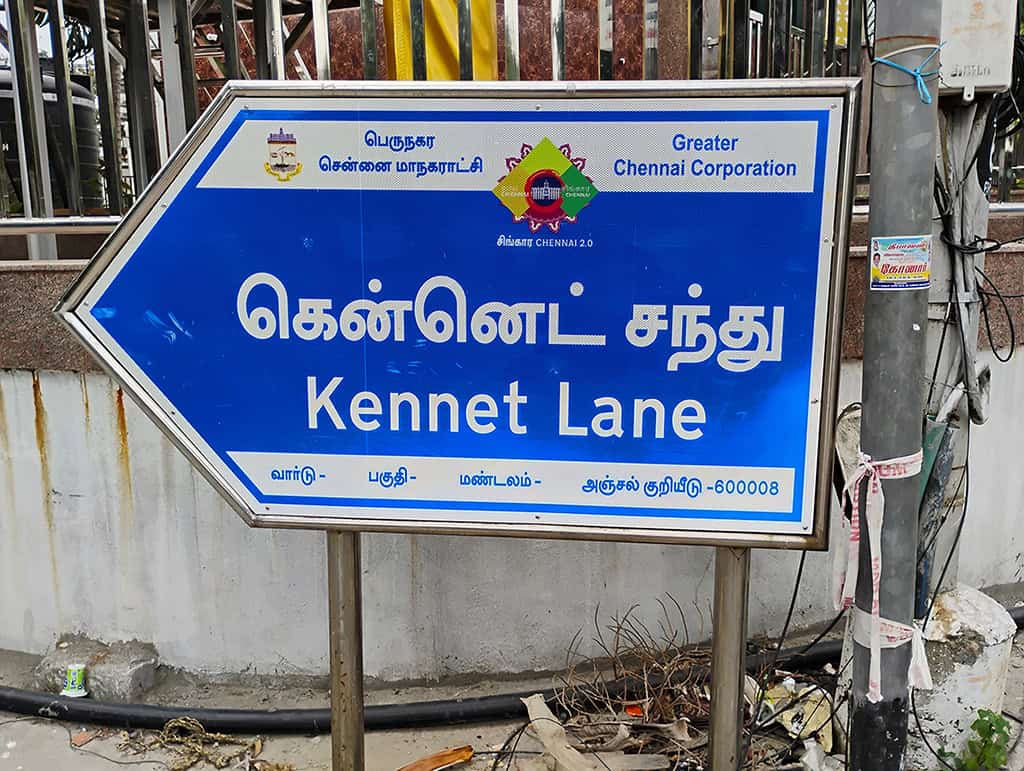 பெருநகர
சென்னை மாநகராட்சி
Greater
Chennai Corporation
சிங்கார CHENNAI 2.0
கென்னெட் சந்து
Kennet Lane
வார்டு - பகுதி - மண்டலம் - அஞ்சல் குறியீடு -600008
கோனார்